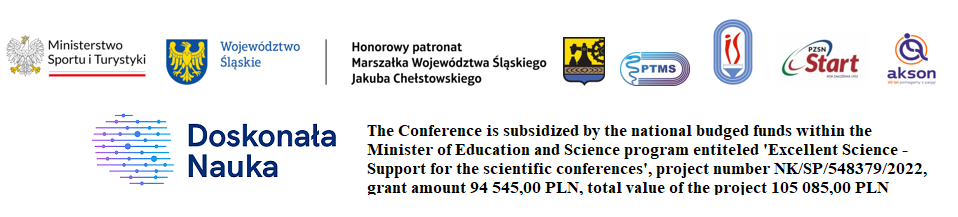 Ministerstwo
Sportu i Turystyki
Województwo
Śląskie
Honorowy patronat
Marszałka Województwa Śląskiego
Jakuba Chełstowskiego
PTMS
PZSN
Start
akson
Doskonała
Nauka
The Conference is subsidized by the national budged funds within the
Minister of Education and Science program entiteled 'Excellent Science -
Support for the scientific conferences', project number NK/SP/548379/2022,
grant amount 94 545,00 PLN, total value of the project 105 085,00 PLN